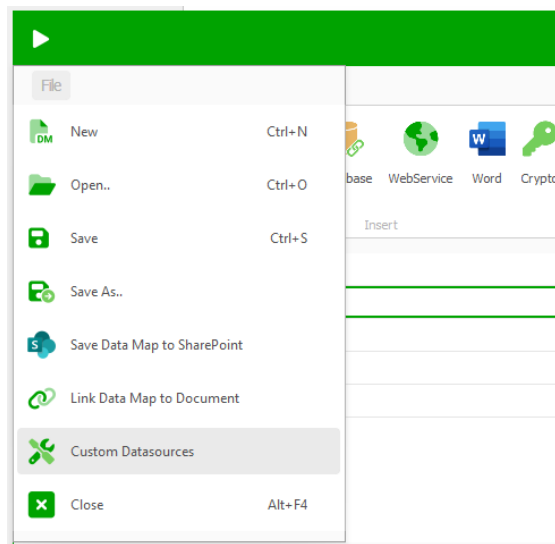 File
DM
New Ctrl+N
Open.. Ctrl+O
Save Ctrl+S
Save As..
S
Save Data Map to SharePoint
Link Data Map to Document
Custom Datasources
Close Alt+F4
WebService
W
Word
Insert